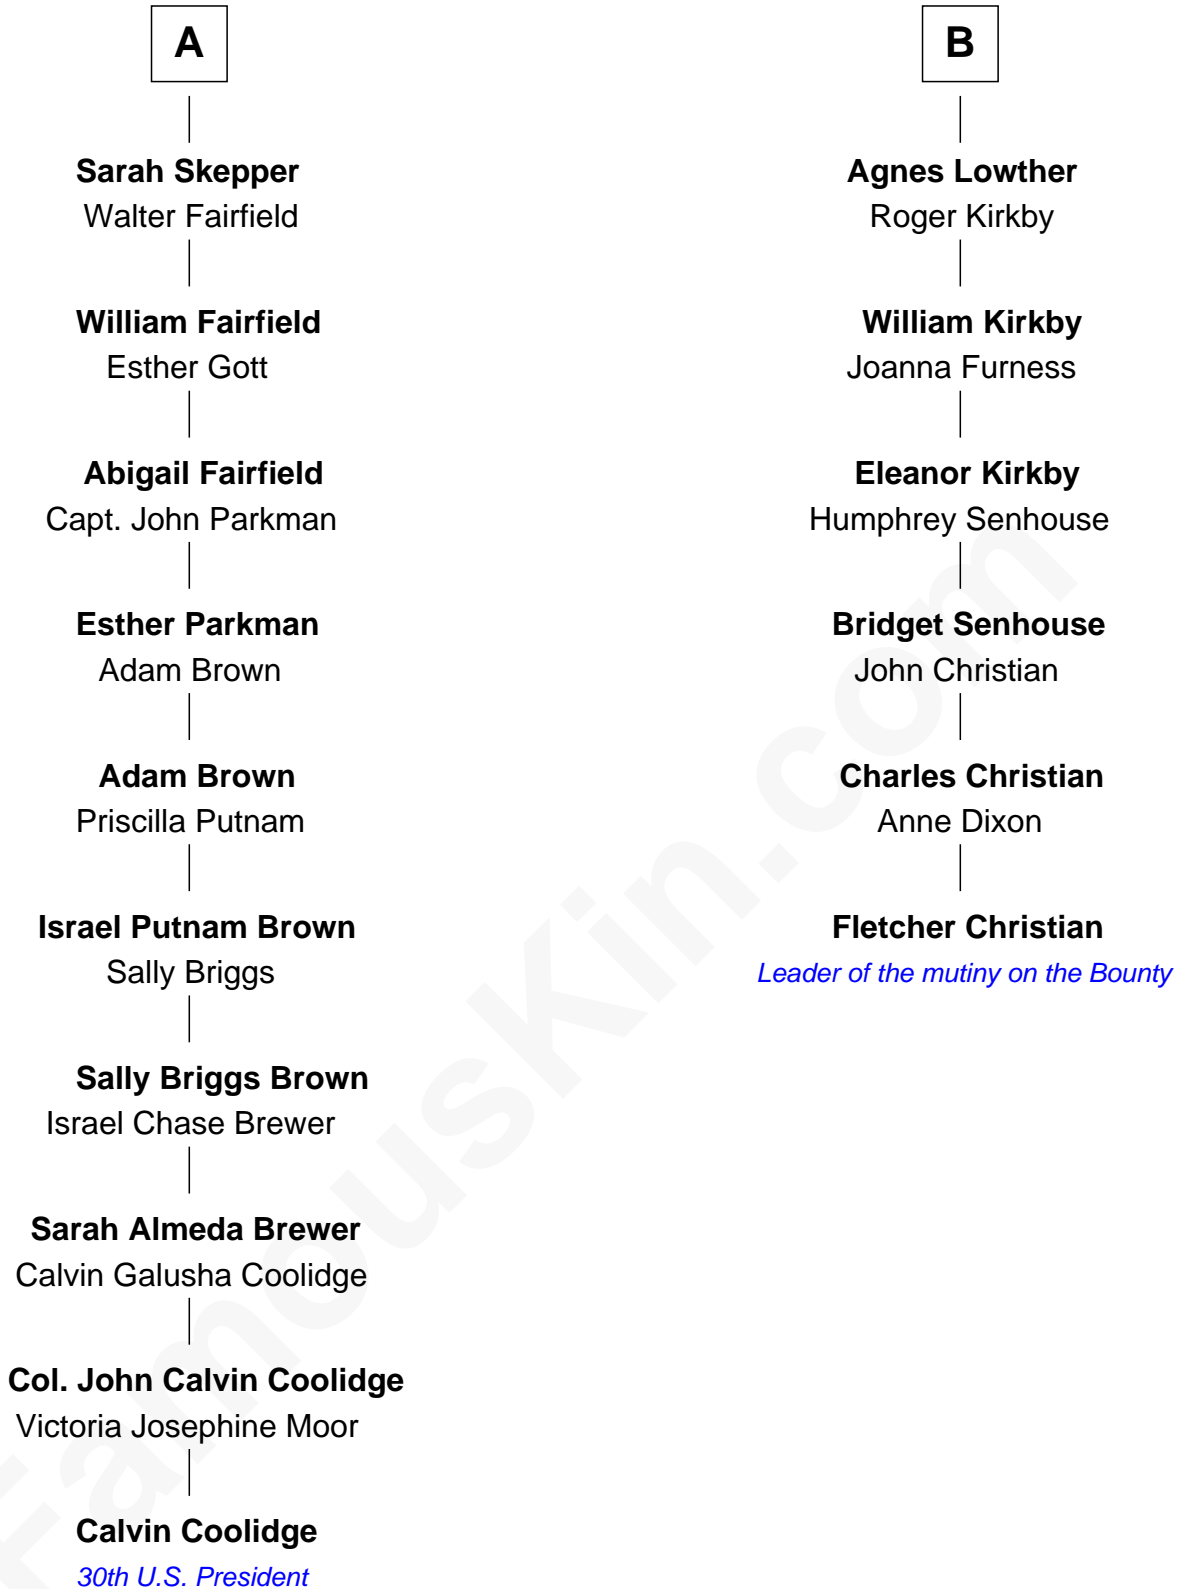 A
Sarah Skepper
Walter Fairfield
William Fairfield
Esther Gott
Abigail Fairfield
Capt. John Parkman
Esther Parkman
Adam Brown
Adam Brown
Priscilla Putnam
Israel Putnam Brown
Sally Briggs
Sally Briggs Brown
Israel Chase Brewer
Sarah Almeda Brewer
Calvin Galusha Coolidge
Col. John Calvin Coolidge
Victoria Josephine Moor
Calvin Coolidge
30th U.S. President
B
Agnes Lowther
Roger Kirkby
William Kirkby
Joanna Furness
Eleanor Kirkby
Humphrey Senhouse
Bridget Senhouse
John Christian
Charles Christian
Anne Dixon
Fletcher Christian
Leader of the mutiny on the Bounty
FamousKin.com